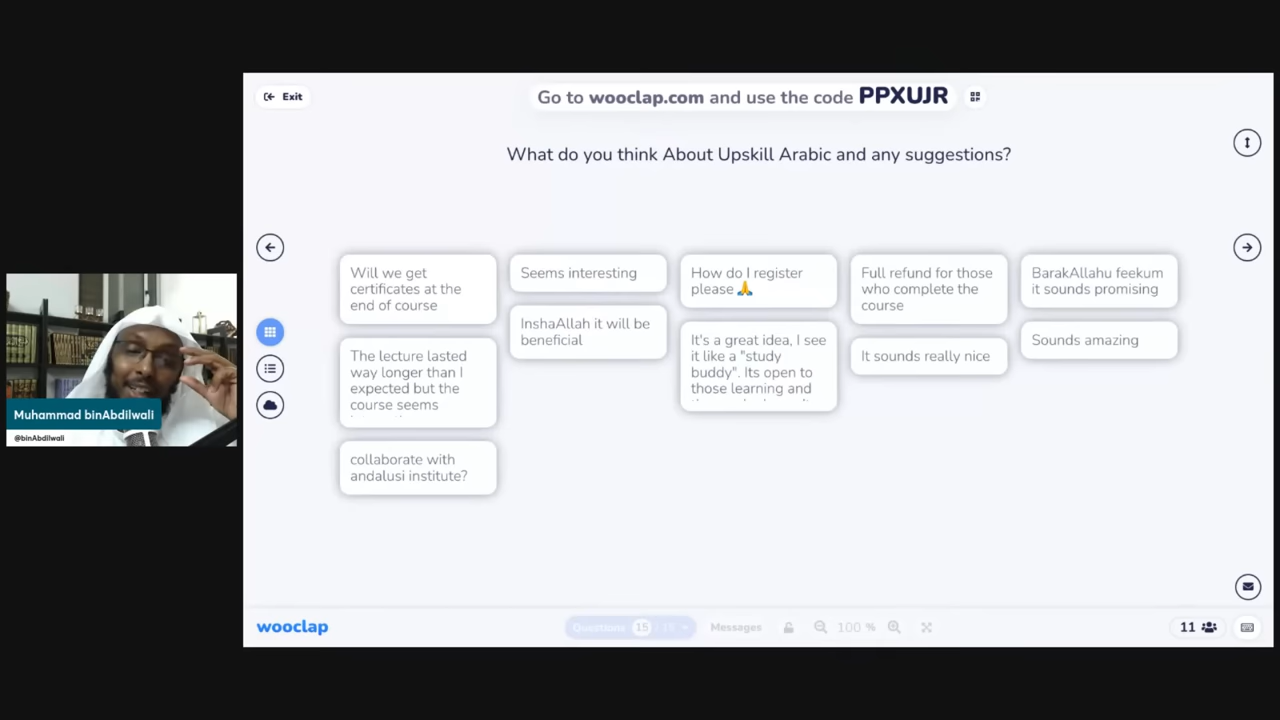 Exit
Go to wooclap.com and use the code PPXUJR
What do you think About Upskill Arabic and any suggestions?
Will we get
certificates at the
end of course
The lecture lasted
way longer than I
expected but the
course seems
collaborate with
andalusi institute?
Seems interesting
InshaAllah it will be
beneficial
How do I register
please 🙏
It's a great idea, I see
it like a "study
buddy". Its open to
those learning and
Full refund for those
who complete the
course
It sounds really nice
BarakAllahu feekum
it sounds promising
Sounds amazing
Muhammad binAbdilwali
@binAbdilwali
wooclap
Questions 15
Messages
100 %
11